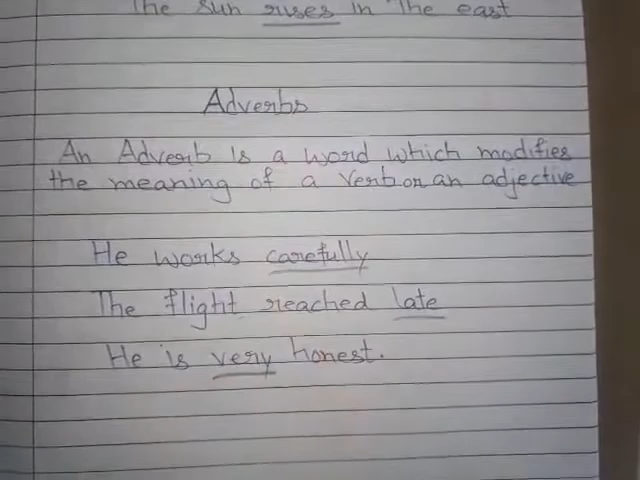 The sun rises in the east
Adverbs
An Adverb is a word which modifies
the meaning of a verb or an adjective
He works carefully
The flight reached late
He is very honest.